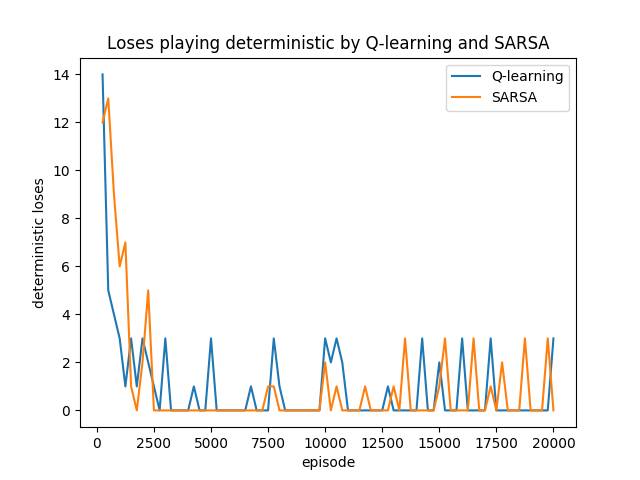 Loses playing deterministic by Q-learning and SARSA
Q-learning
SARSA
deterministic loses
14
12
10
8
6
4
2
0
0 2500 5000 7500 10000 12500 15000 17500 20000
episode